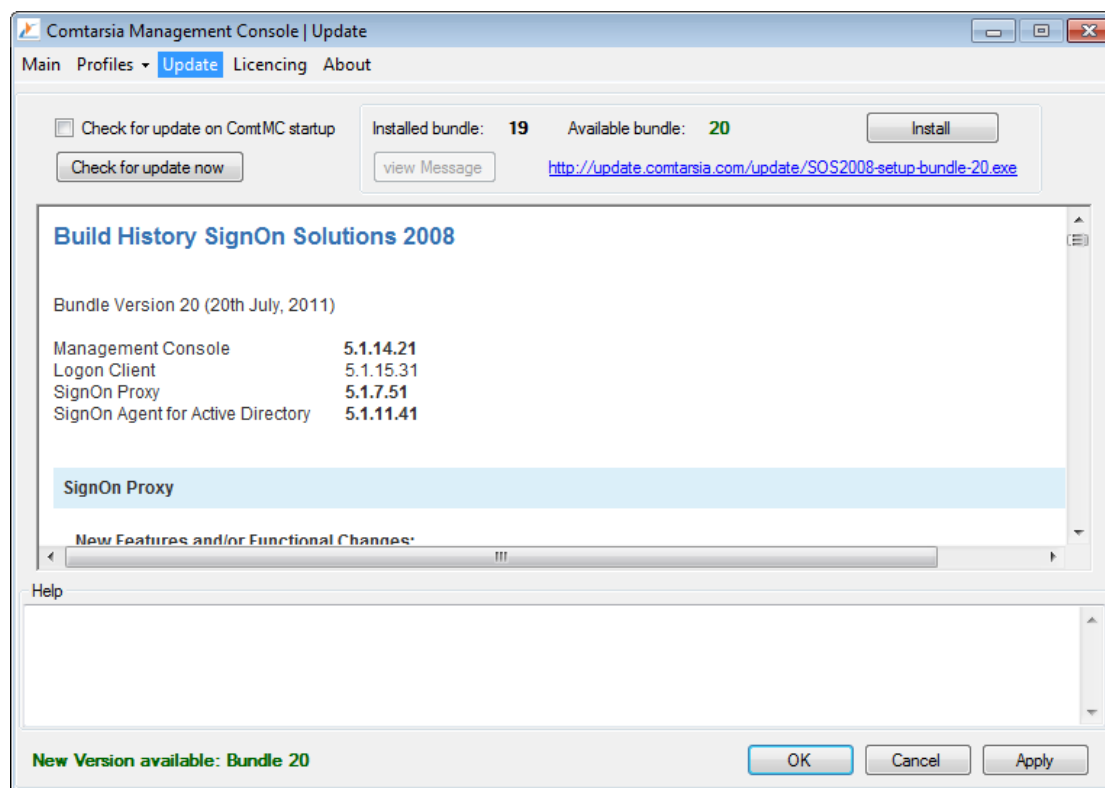 Comtarsia Management Console | Update
Main Profiles Update Licencing About
Check for update on ComtMC startup
Installed bundle: 19 Available bundle: 20 Install
Check for update now
view Message
http://update.comtarsia.com/update/SOS2008-setup-bundle-20.exe
Build History SignOn Solutions 2008
Bundle Version 20 (20th July, 2011)
Management Console 5.1.14.21
Logon Client 5.1.15.31
SignOn Proxy 5.1.7.51
SignOn Agent for Active Directory 5.1.11.41
SignOn Proxy
New Features and/or Functional Changes:
Help
New Version available: Bundle 20
OK Cancel Apply